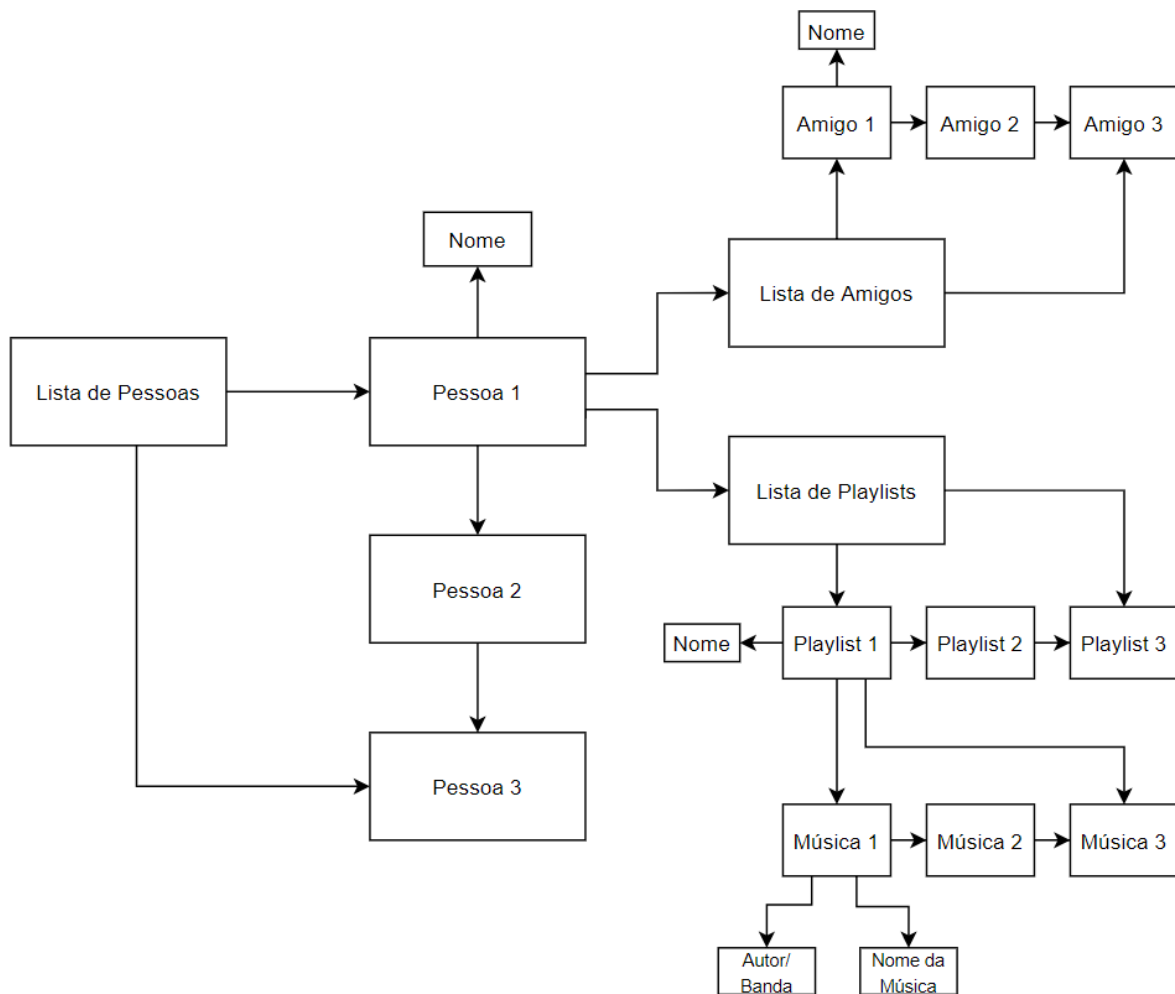 Nome
Amigo 1
Amigo 2
Amigo 3
Nome
Lista de Amigos
Lista de Pessoas
Pessoa 1
Lista de Playlists
Pessoa 2
Nome
Playlist 1
Playlist 2
Playlist 3
Pessoa 3
Música 1
Música 2
Música 3
Autor/
Banda
Nome da
Música